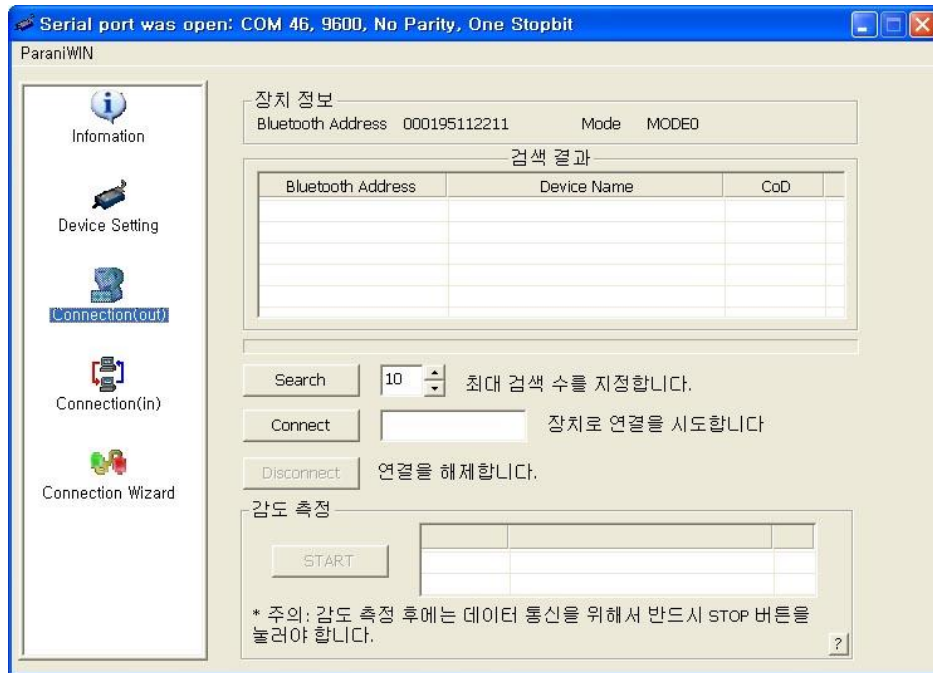 Serial port was open: COM 46, 9600, No Parity, One Stopbit
ParaniWIN
Infomation
Device Setting
Connection(out)
Connection(in)
Connection Wizard
장치 정보
Bluetooth Address 000195112211 Mode MODE0
검색 결과
Bluetooth Address Device Name CoD
Search 10 최대 검색 수를 지정합니다.
Connect 장치로 연결을 시도합니다
Disconnect 연결을 해제합니다.
감도 측정
START
* 주의: 감도 측정 후에는 데이터 통신을 위해서 반드시 STOP 버튼을
눌러야 합니다.
?